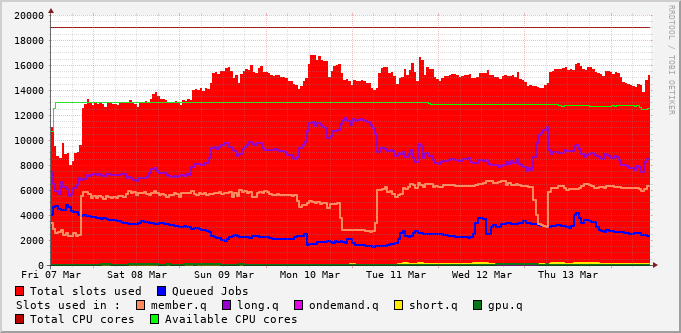 20000
18000
16000
14000
12000
10000
8000
6000
4000
2000
0
Fri 07 Mar Sat 08 Mar Sun 09 Mar Mon 10 Mar Tue 11 Mar Wed 12 Mar Thu 13 Mar
Total slots used Queued Jobs
Slots used in : member.q long.q ondemand.q short.q gpu.q
Total CPU cores Available CPU cores
RRDTOOL / TOBI OETIKER